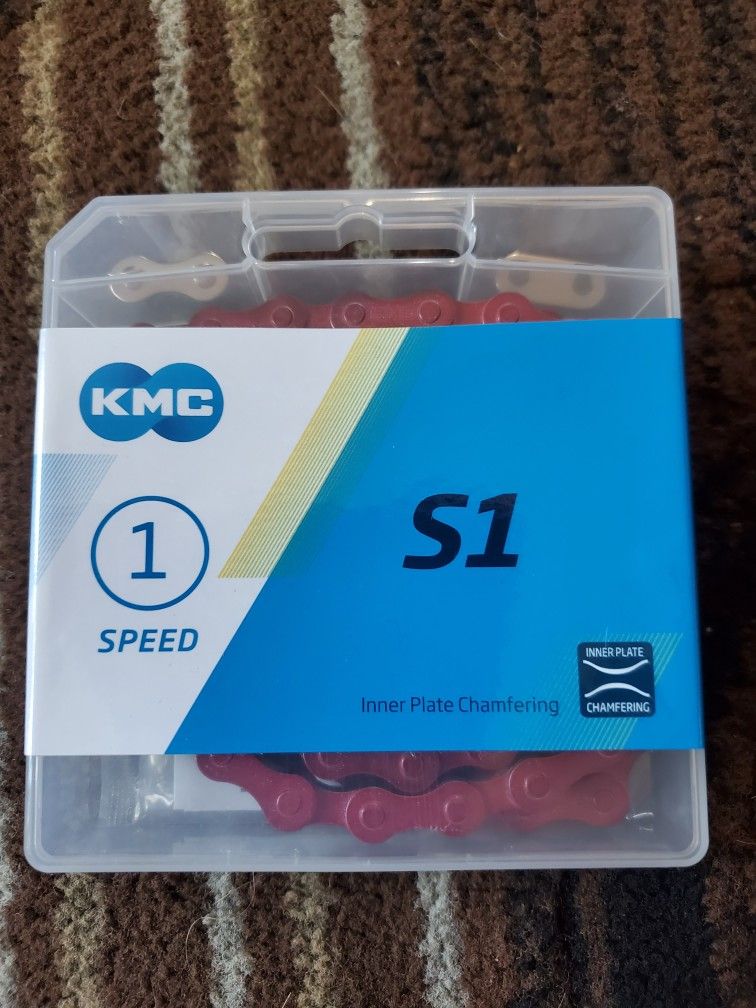 KMC
1
SPEED
S1
Inner Plate Chamfering
INNER PLATE
CHAMFERING